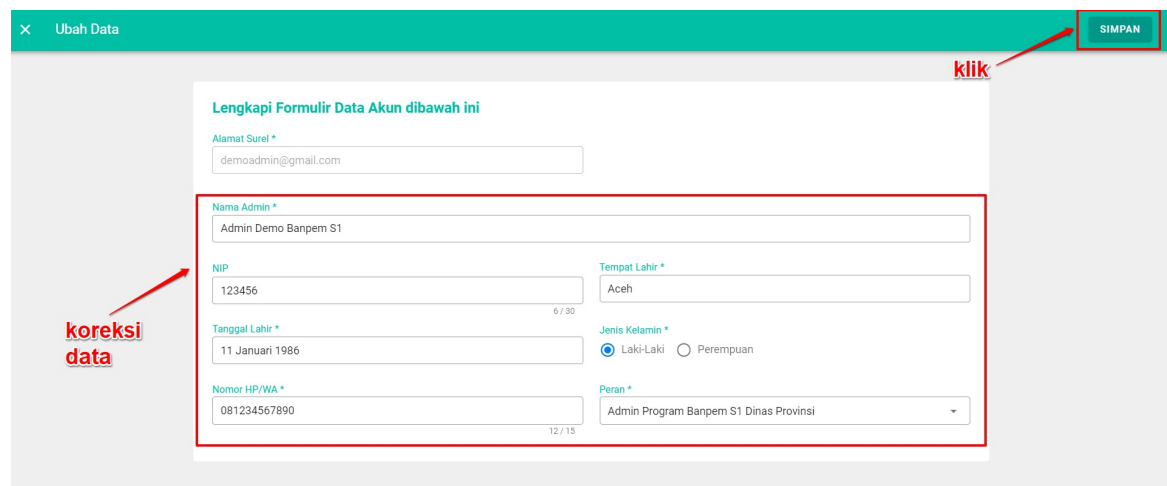 Ubah Data
SIMPAN
klik
Lengkapi Formulir Data Akun dibawah ini
Alamat Surel *
demoadmin@gmail.com
Nama Admin *
Admin Demo Banpem S1
NIP
123456
6 / 30
Tempat Lahir *
Aceh
koreksi
data
Tanggal Lahir *
11 Januari 1986
Jenis Kelamin *
Laki-Laki Perempuan
Nomor HP/WA *
081234567890
12 / 15
Peran *
Admin Program Banpem S1 Dinas Provinsi